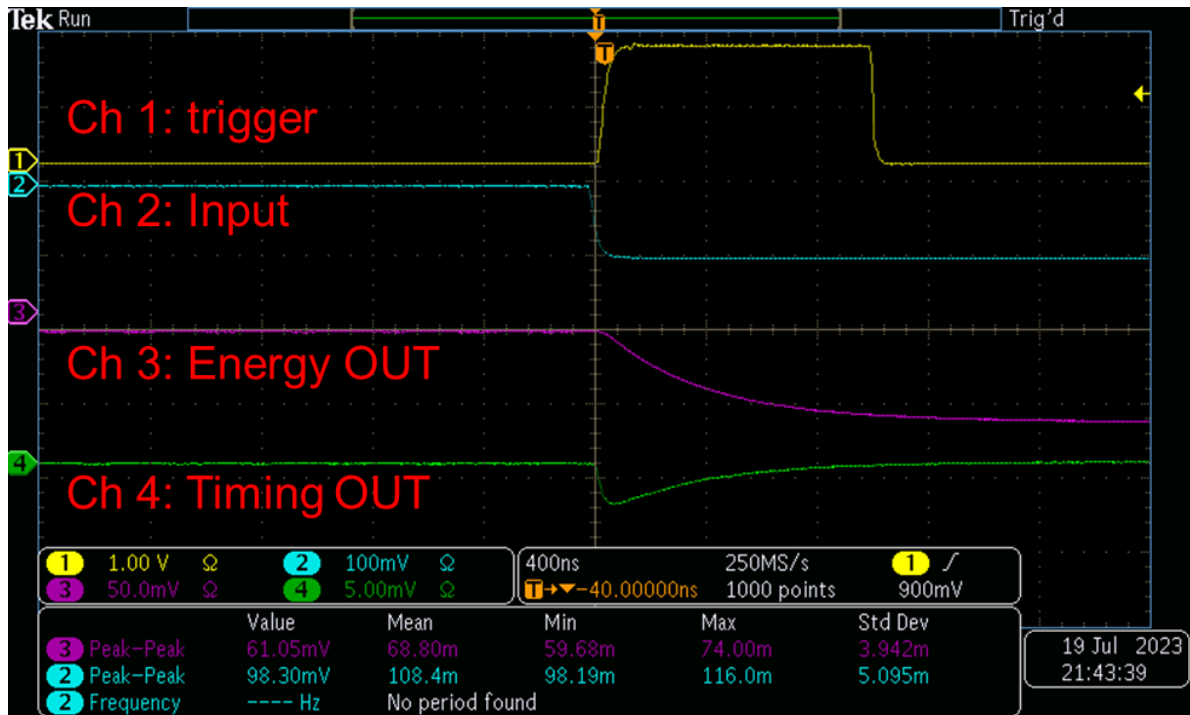 Tek Run Trig'd
T
T
Ch 1: trigger
1
2
Ch 2: Input
3
Ch 3: Energy OUT
4
Ch 4: Timing OUT
1 1.00 V Ω 2 100mV Ω 400ns 250MS/s 1
3 50.0mV Ω 4 5.00mV Ω T→▼-40.00000ns 1000 points 900mV
Value Mean Min Max Std Dev
3 Peak-Peak 61.05mV 68.80m 59.68m 74.00m 3.942m
2 Peak-Peak 98.30mV 108.4m 98.19m 116.0m 5.095m
2 Frequency ---- Hz No period found
19 Jul 2023
21:43:39